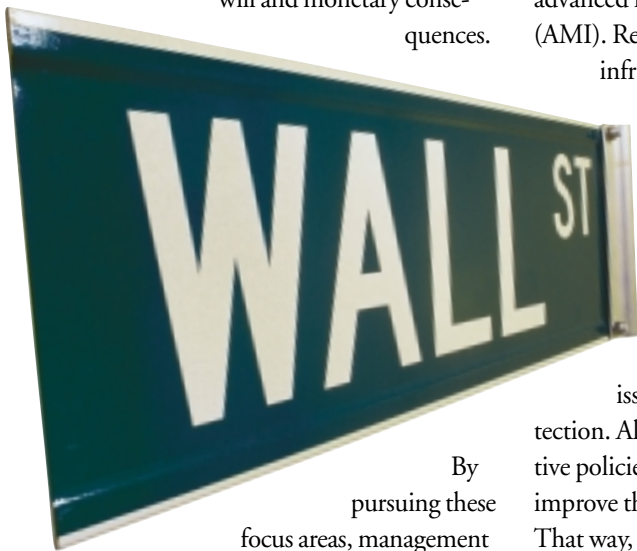 quences.
(AMI). Re
infr
WALL ST
iss
By
tection. Al
pursuing these
tive policie
focus areas, management
improve th
That way,